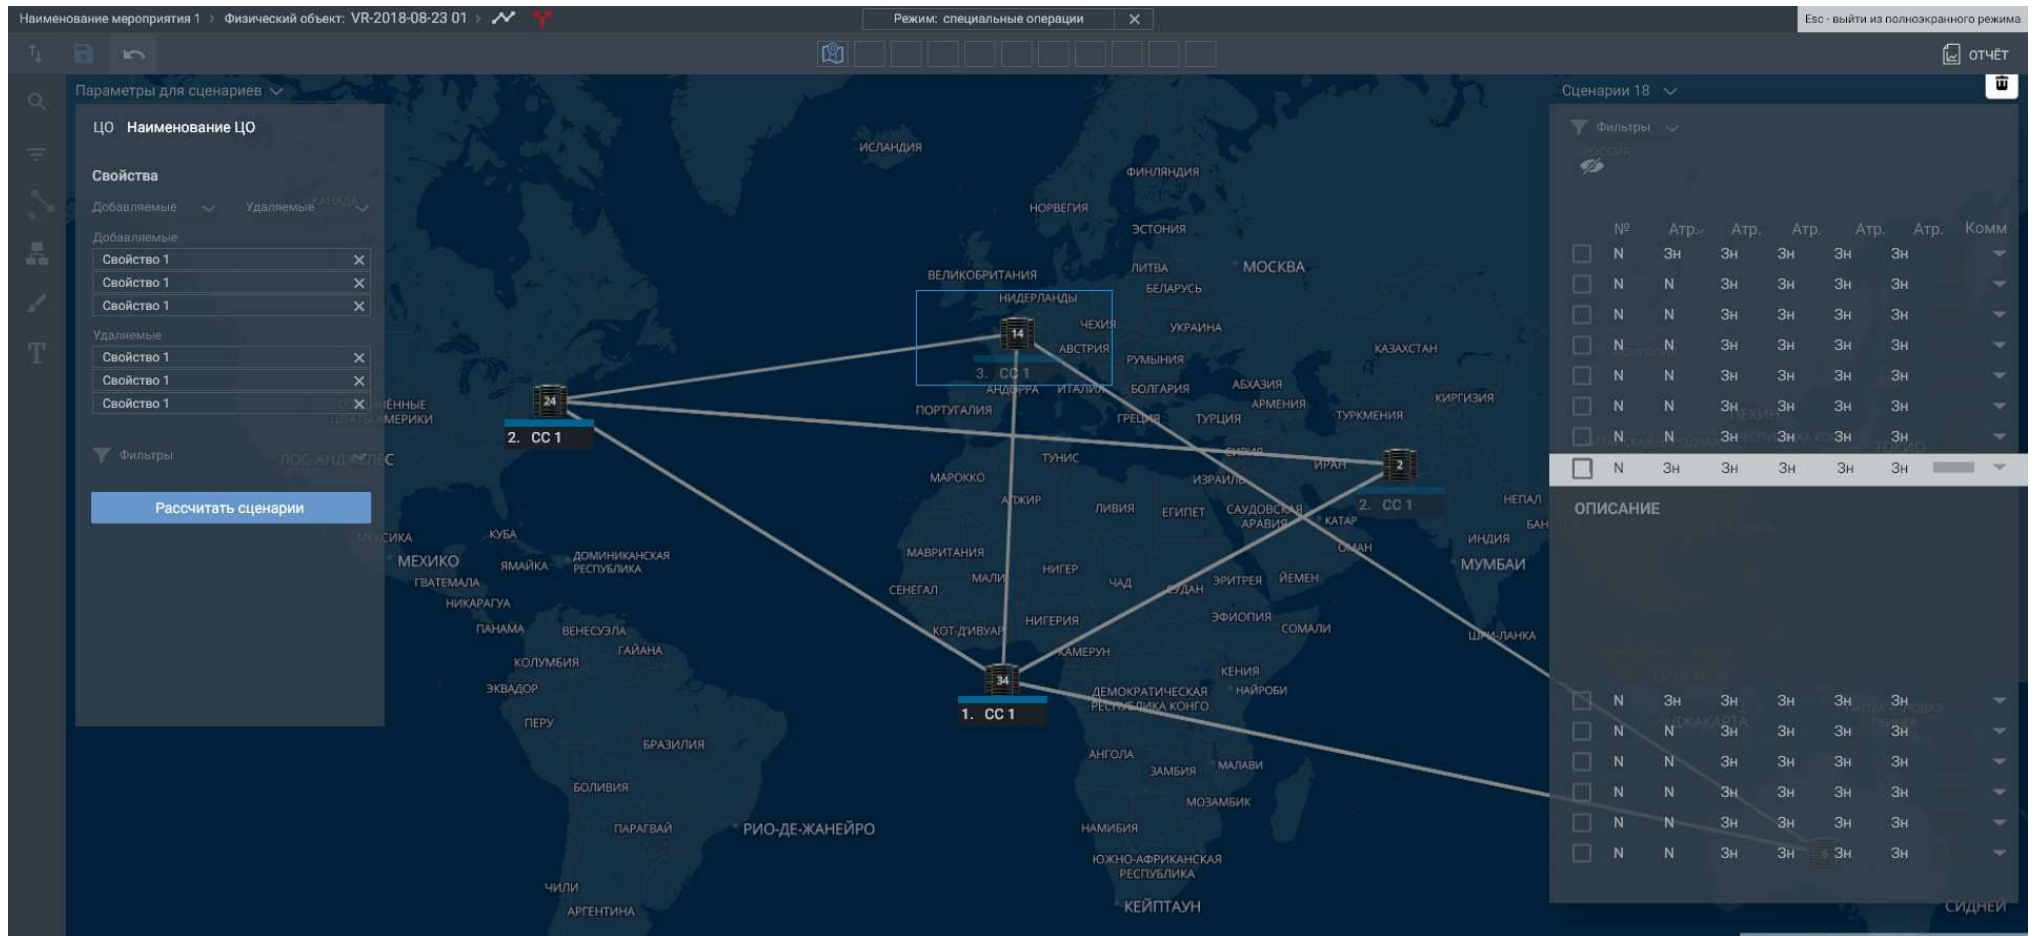 Наименование мероприятия 1 > Физический объект: VR-2018-08-23 01 >
Режим: специальные операции
Esc - выйти из полноэкранного режима
ОТЧЁТ
Параметры для сценариев
ЦО Наименование ЦО
Свойства
Добавляемые Удаляемые
Добавляемые
Свойство 1
Свойство 1
Свойство 1
Удаляемые
Свойство 1
Свойство 1
Свойство 1
Фильтры
Рассчитать сценарии
КАНАДА
ЛОС-АНДЖЕЛЕС
МЕКСИКА
МЕХИКО
КУБА
ЯМАЙКА
ДОМИНИКАНСКАЯ
РЕСПУБЛИКА
ГВАТЕМАЛА
НИКАРАГУА
ПАНАМА
ВЕНЕСУЭЛА
ГАЙАНА
КОЛУМБИЯ
ЭКВАДОР
ПЕРУ
БРАЗИЛИЯ
БОЛИВИЯ
ПАРАГВАЙ
РИО-ДЕ-ЖАНЕЙРО
ЧИЛИ
АРГЕНТИНА
24
2. СС 1
ИСЛАНДИЯ
ФИНЛЯНДИЯ
НОРВЕГИЯ
ЭСТОНИЯ
ЛИТВА
МОСКВА
ВЕЛИКОБРИТАНИЯ
БЕЛАРУСЬ
НИДЕРЛАНДЫ
14
ЧЕХИЯ
УКРАИНА
АВСТРИЯ
РУМЫНИЯ
КАЗАХСТАН
3. СС 1
АНДОРРА
ИТАЛИЯ
БОЛГАРИЯ
АБХАЗИЯ
КИРГИЗИЯ
ПОРТУГАЛИЯ
ГРЕЦИЯ
ТУРЦИЯ
АРМЕНИЯ
ТУРКМЕНИЯ
ТУНИС
СИРИЯ
ИРАН
2
МАРОККО
ИЗРАИЛЬ
АЛЖИР
ЛИВИЯ
ЕГИПЕТ
САУДОВСКАЯ
АРАВИЯ
КАТАР
2. СС 1
НЕПАЛ
БАН
ИНДИЯ
МУМБАИ
ОМАН
МАВРИТАНИЯ
МАЛИ
НИГЕР
ЧАД
СУДАН
ЭРИТРЕЯ
ЙЕМЕН
СЕНЕГАЛ
КОТ-Д'ИВУАР
НИГЕРИЯ
ЭФИОПИЯ
СОМАЛИ
ШРИ-ЛАНКА
КАМЕРУН
34
1. СС 1
КЕНИЯ
НАЙРОБИ
ДЕМОКРАТИЧЕСКАЯ
РЕСПУБЛИКА КОНГО
АНГОЛА
ЗАМБИЯ
МАЛАВИ
МОЗАМБИК
НАМИБИЯ
ЮЖНО-АФРИКАНСКАЯ
РЕСПУБЛИКА
КЕЙПТАУН
Сценарии 18
Фильтры
РОССИЯ
№ Атр. Атр. Атр. Атр. Атр. Комм
N Зн Зн Зн Зн Зн
N N Зн Зн Зн Зн
N N Зн Зн Зн Зн
N N Зн Зн Зн Зн
N N Зн Зн Зн Зн
N N Зн Зн Зн Зн
N N Зн Зн Зн Зн
N Зн Зн Зн Зн Зн
ОПИСАНИЕ
N Зн Зн Зн Зн Зн
N N Зн Зн Зн Зн
N N Зн Зн Зн Зн
N N Зн Зн Зн Зн
N N Зн Зн Зн Зн
N N Зн Зн Зн Зн
6
СИДНЕЙ